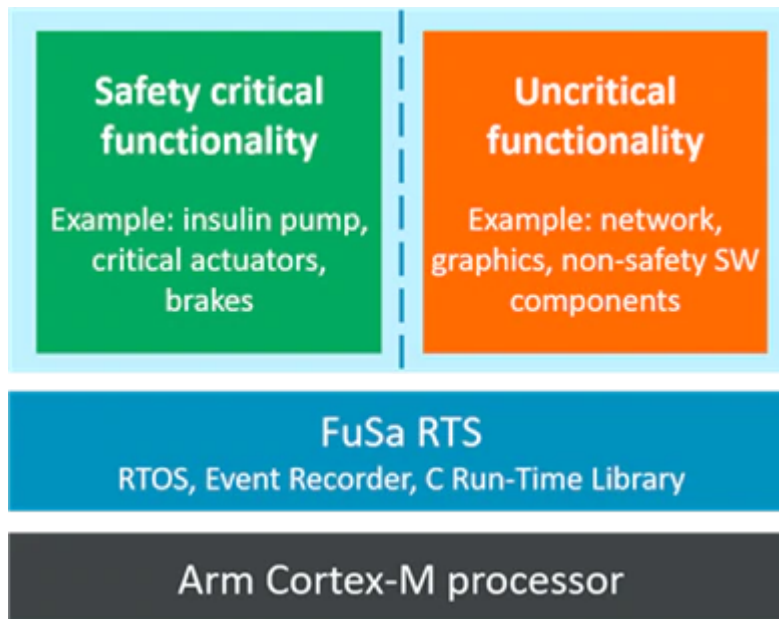 Safety critical
functionality
Example: insulin pump,
critical actuators,
brakes
Uncritical
functionality
Example: network,
graphics, non-safety SW
components
FuSa RTS
RTOS, Event Recorder, C Run-Time Library
Arm Cortex-M processor